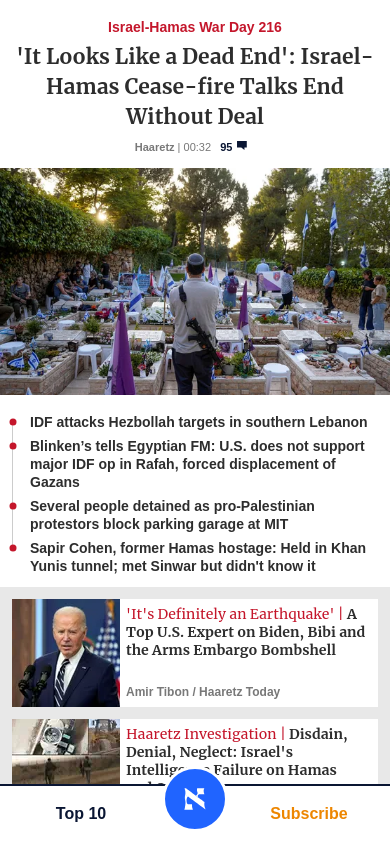 Israel-Hamas War Day 216
'It Looks Like a Dead End': Israel-
Hamas Cease-fire Talks End
Without Deal
Haaretz | 00:32 95
IDF attacks Hezbollah targets in southern Lebanon
Blinken's tells Egyptian FM: U.S. does not support
major IDF op in Rafah, forced displacement of
Gazans
Several people detained as pro-Palestinian
protestors block parking garage at MIT
Sapir Cohen, former Hamas hostage: Held in Khan
Yunis tunnel; met Sinwar but didn't know it
'It's Definitely an Earthquake' | A
Top U.S. Expert on Biden, Bibi and
the Arms Embargo Bombshell
Amir Tibon / Haaretz Today
Haaretz Investigation | Disdain,
Denial, Neglect: Israel's
Failure on Hamas
Top 10
Subscribe